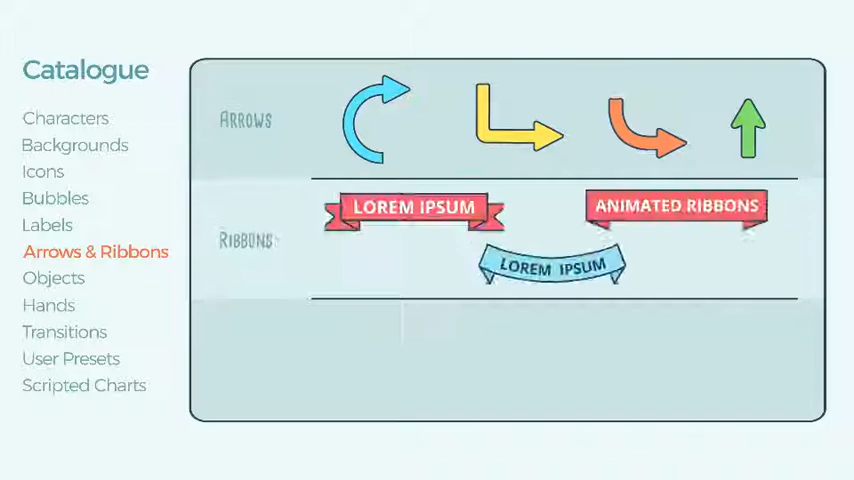 Catalogue
Characters
Backgrounds
Icons
Bubbles
Labels
Arrows & Ribbons
Objects
Hands
Transitions
User Presets
Scripted Charts
ARROWS
RIBBONS
LOREM IPSUM
ANIMATED RIBBONS
LOREM IPSUM